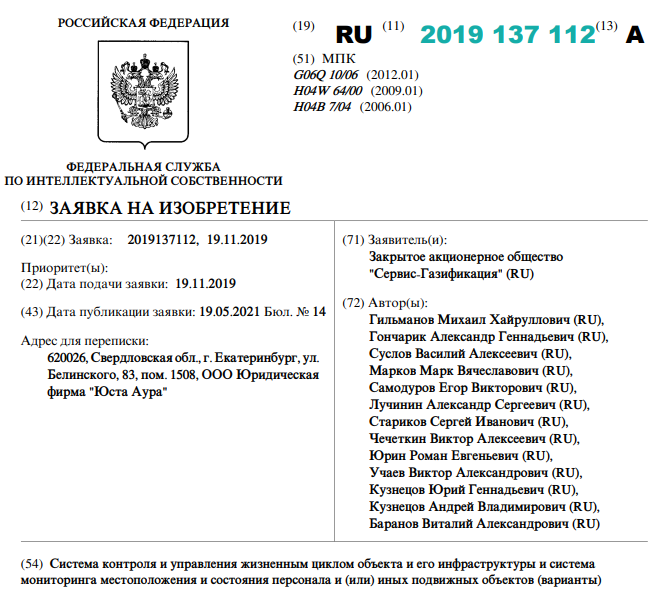 РОССИЙСКАЯ ФЕДЕРАЦИЯ
ФЕДЕРАЛЬНАЯ СЛУЖБА
ПО ИНТЕЛЛЕКТУАЛЬНОЙ СОБСТВЕННОСТИ
(19) RU (11) 2019 137 112 (13) A
(51) МПК
G06Q 10/06 (2012.01)
H04W 64/00 (2009.01)
H04B 7/04 (2006.01)
(12) ЗАЯВКА НА ИЗОБРЕТЕНИЕ
(21)(22) Заявка: 2019137112, 19.11.2019
Приоритет(ы):
(22) Дата подачи заявки: 19.11.2019
(43) Дата публикации заявки: 19.05.2021 Бюл. № 14
Адрес для переписки:
620026, Свердловская обл., г. Екатеринбург, ул.
Белинского, 83, пом. 1508, ООО Юридическая
фирма "Юста Аура"
(71) Заявитель(и):
Закрытое акционерное общество
"Сервис-Газификация" (RU)
(72) Автор(ы):
Гильманов Михаил Хайруллович (RU),
Гончарик Александр Геннадьевич (RU),
Суслов Василий Алексеевич (RU),
Марков Марк Вячеславович (RU),
Самодуров Егор Викторович (RU),
Лучинин Александр Сергеевич (RU),
Стариков Сергей Иванович (RU),
Чечеткин Виктор Алексеевич (RU),
Юрин Роман Евгеньевич (RU),
Учаев Виктор Александрович (RU),
Кузнецов Юрий Геннадьевич (RU),
Кузнецов Андрей Владимирович (RU),
Баранов Виталий Александрович (RU)
(54) Система контроля и управления жизненным циклом объекта и его инфраструктуры и система
мониторинга местоположения и состояния персонала и (или) иных подвижных объектов (варианты)